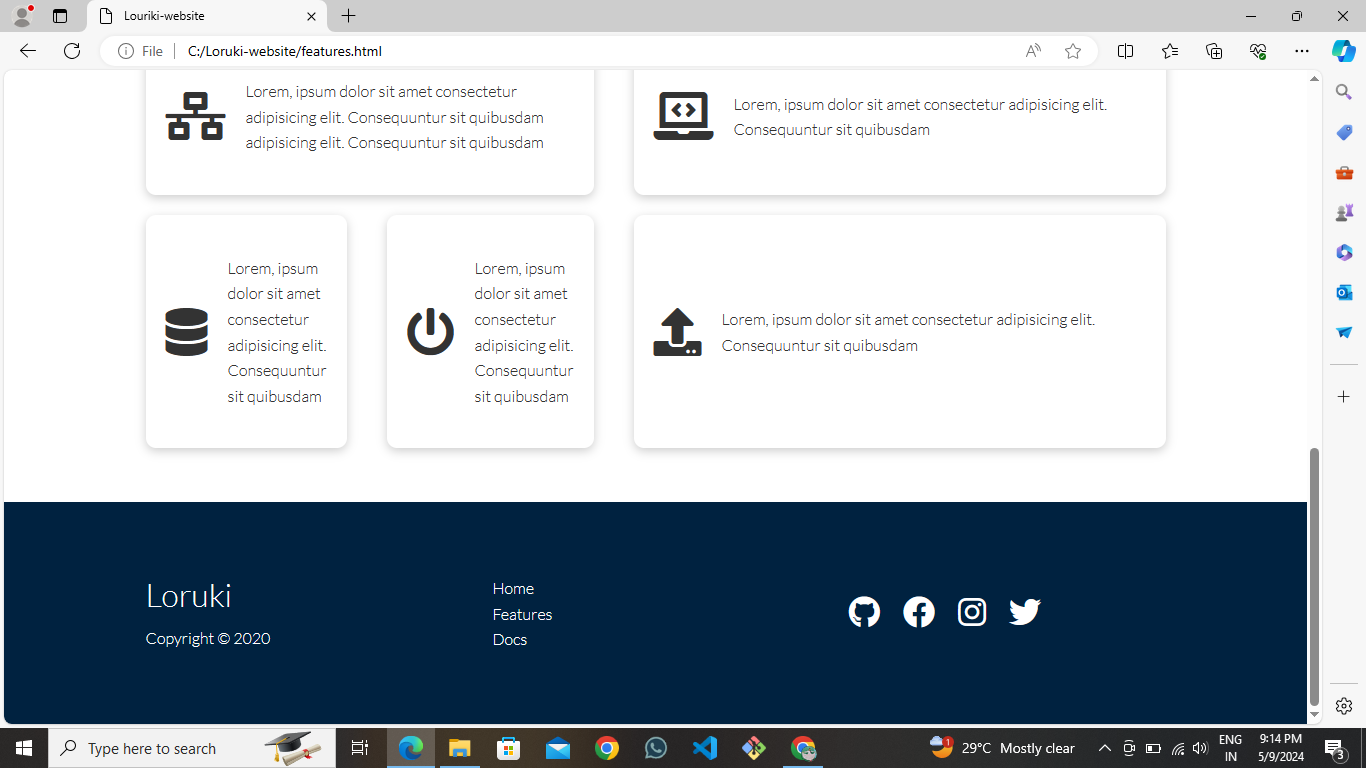 Louriki-website
File
C:/Loruki-website/features.html
Lorem, ipsum dolor sit amet consectetur
adipisicing elit. Consequuntur sit quibusdam
adipisicing elit. Consequuntur sit quibusdam
Lorem, ipsum dolor sit amet consectetur adipisicing elit.
Consequuntur sit quibusdam
Lorem, ipsum
dolor sit amet
consectetur
adipisicing elit.
Consequuntur
sit quibusdam
Lorem, ipsum
dolor sit amet
consectetur
adipisicing elit.
Consequuntur
sit quibusdam
Lorem, ipsum dolor sit amet consectetur adipisicing elit.
Consequuntur sit quibusdam
Loruki
Copyright © 2020
Home
Features
Docs
Type here to search
1
29°C Mostly clear
ENG
IN
9:14 PM
5/9/2024
3